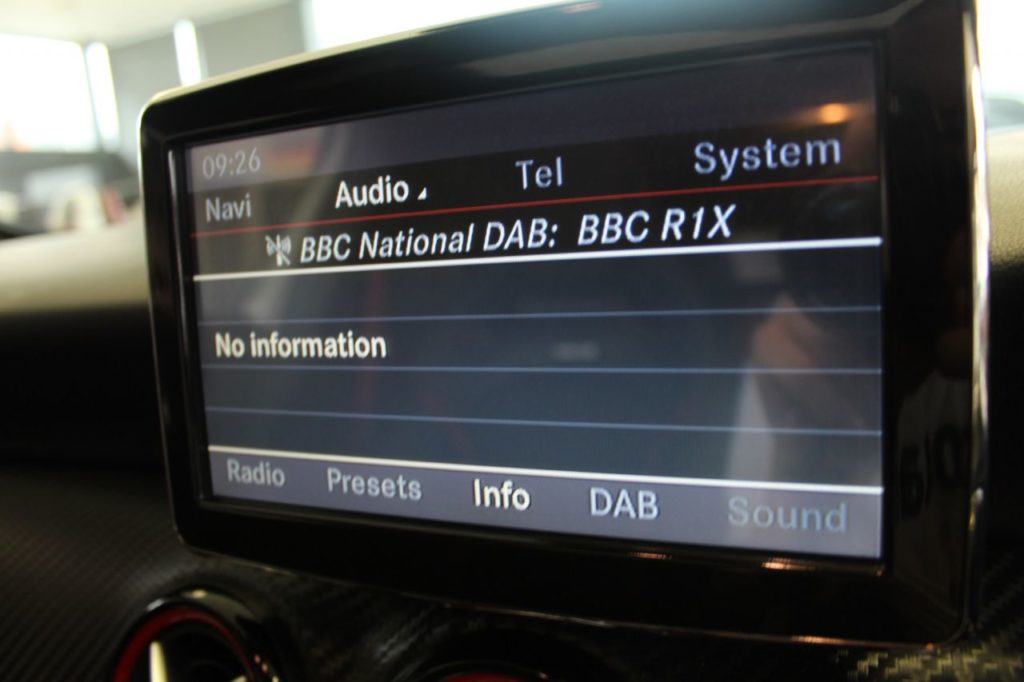 09:26
Navi Audio Tel System
BBC National DAB: BBC R1X
No information
Radio Presets Info DAB Sound